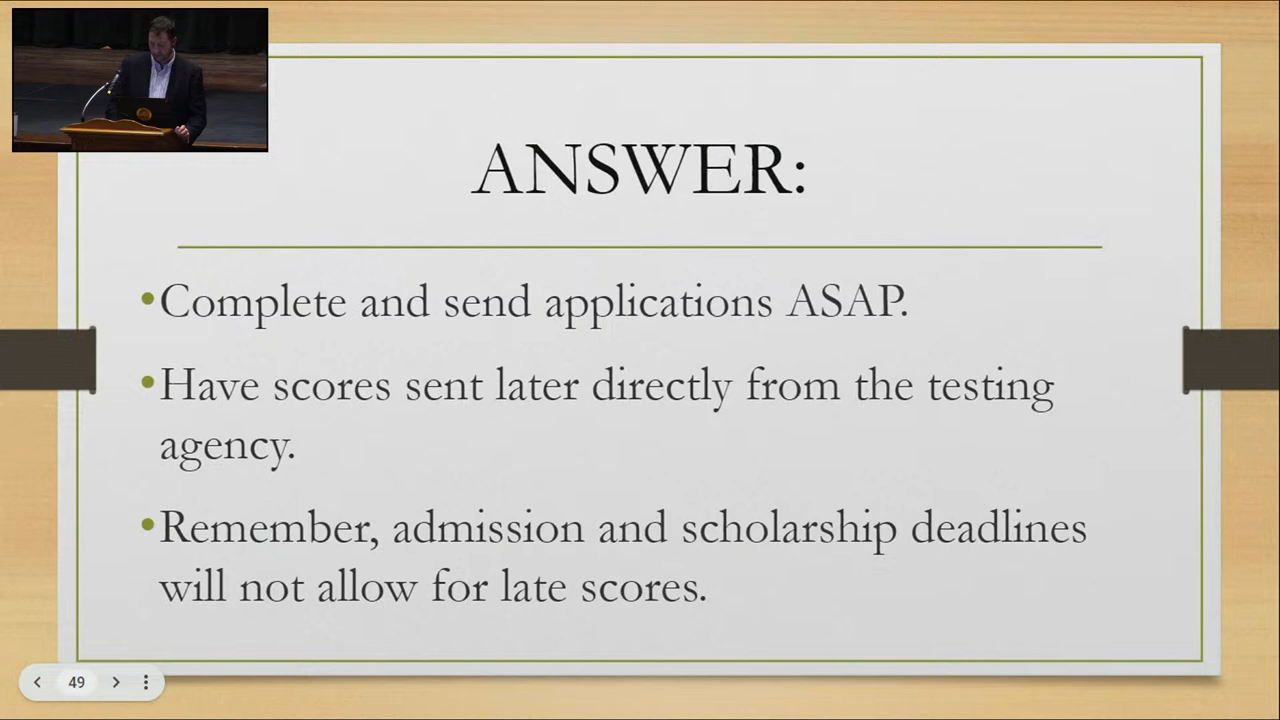 ANSWER:
•Complete and send applications ASAP.
•Have scores sent later directly from the testing
agency.
•Remember, admission and scholarship deadlines
will not allow for late scores.
49